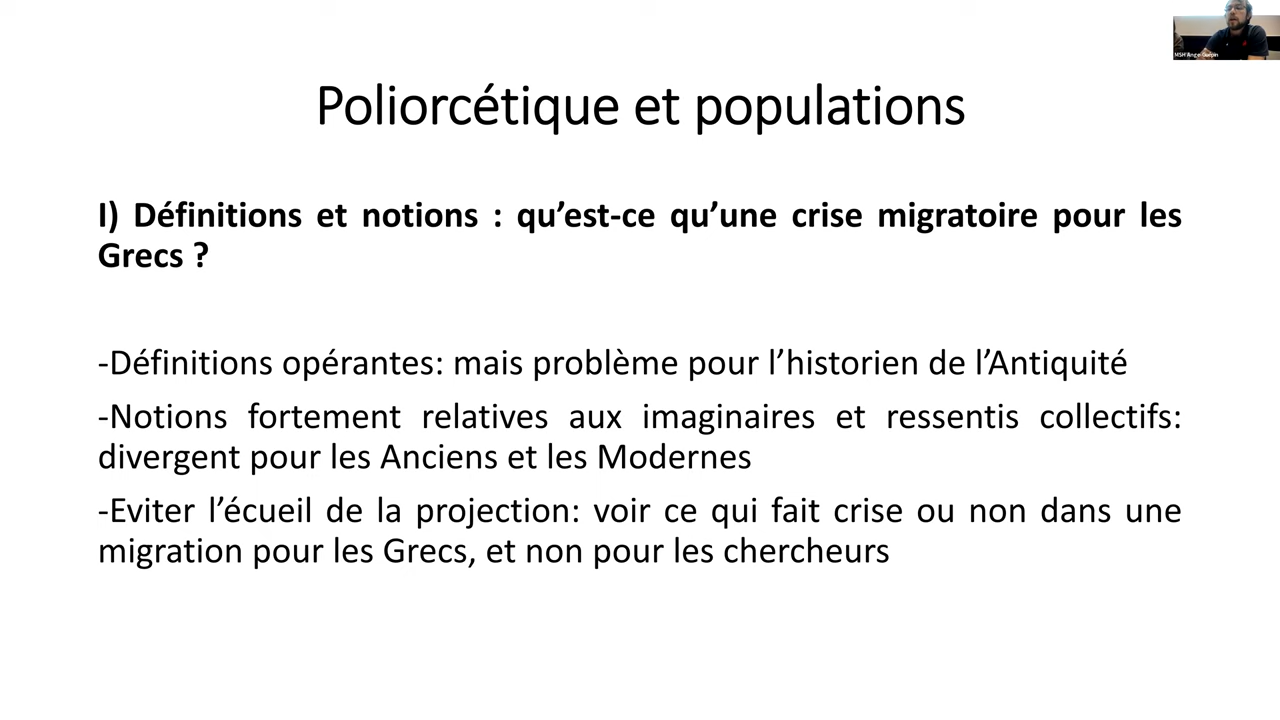 Poliorcétique et populations
I) Définitions et notions : qu’est-ce qu’une crise migratoire pour les
Grecs ?
-Définitions opérantes: mais problème pour l’historien de l’Antiquité
-Notions fortement relatives aux imaginaires et ressentis collectifs:
divergent pour les Anciens et les Modernes
-Eviter l’écueil de la projection: voir ce qui fait crise ou non dans une
migration pour les Grecs, et non pour les chercheurs
MSH Ange